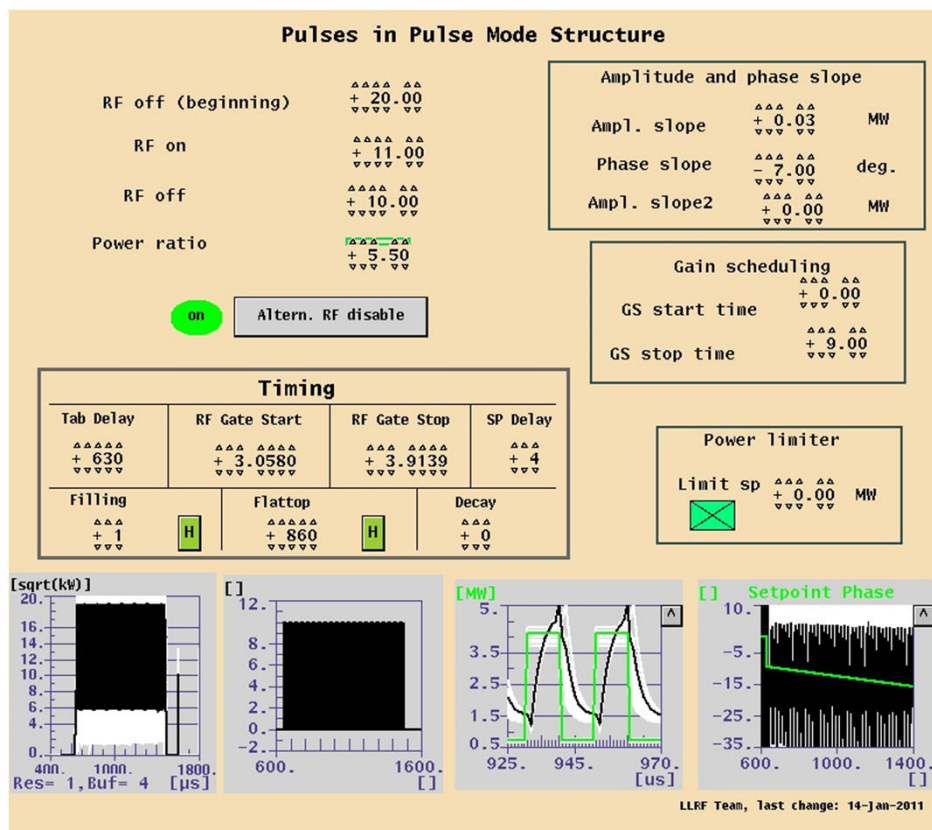 Pulses in Pulse Mode Structure
RF off (beginning) + 20.00
RF on + 11.00
RF off + 10.00
Power ratio + 5.50
on Altern. RF disable
Amplitude and phase slope
Ampl. slope + 0.03 MW
Phase slope - 7.00 deg.
Ampl. slope2 + 0.00 MW
Gain scheduling
GS start time + 0.00
GS stop time + 9.00
Timing
Tab Delay RF Gate Start RF Gate Stop SP Delay
+ 630 + 3.0580 + 3.9139 + 4
Filling Flattop Decay
+ 1 H + 860 H + 0
Power limiter
Limit sp + 0.00 MW
[sqrt(kW)]
20.
18.
16.
14.
12.
10.
8.
6.
4.
2.
0.
400. 1000. 1800.
Res= 1,Buf= 4 [µs]
[]
12.
10.
8.
6.
4.
2.
0.
-2.
600. 1600.
[]
[MW]
5.
3.5
2.5
1.5
0.5
925. 945. 970.
[us]
^
[] Setpoint Phase
10.
-5.
-15.
-25.
-35.
600. 1000. 1400.
[]
^
LLRF Team, last change: 14-Jan-2011